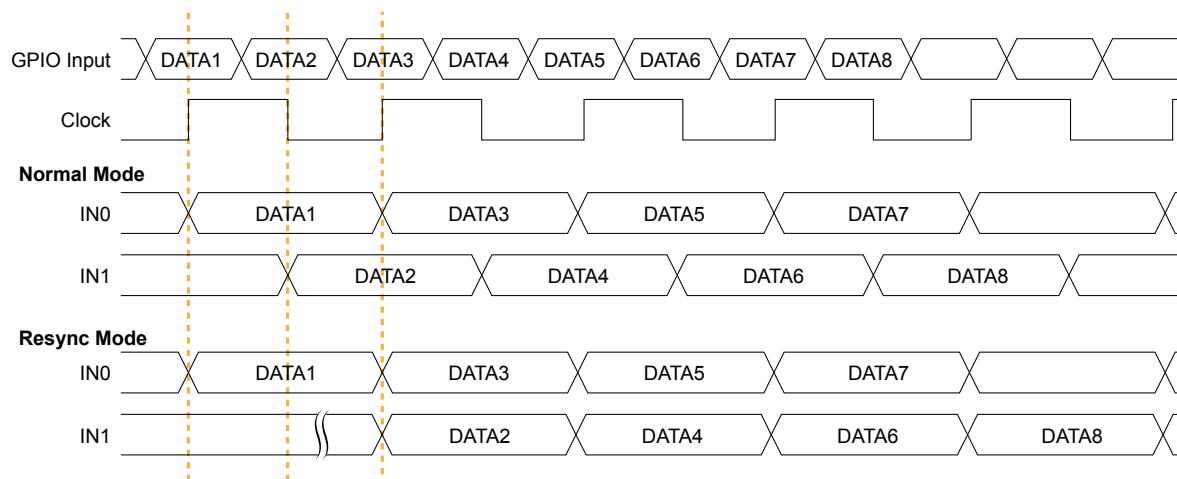 GPIO Input DATA1 DATA2 DATA3 DATA4 DATA5 DATA6 DATA7 DATA8
Clock
Normal Mode
IN0 DATA1 DATA3 DATA5 DATA7
IN1 DATA2 DATA4 DATA6 DATA8
Resync Mode
IN0 DATA1 DATA3 DATA5 DATA7
IN1 DATA2 DATA4 DATA6 DATA8